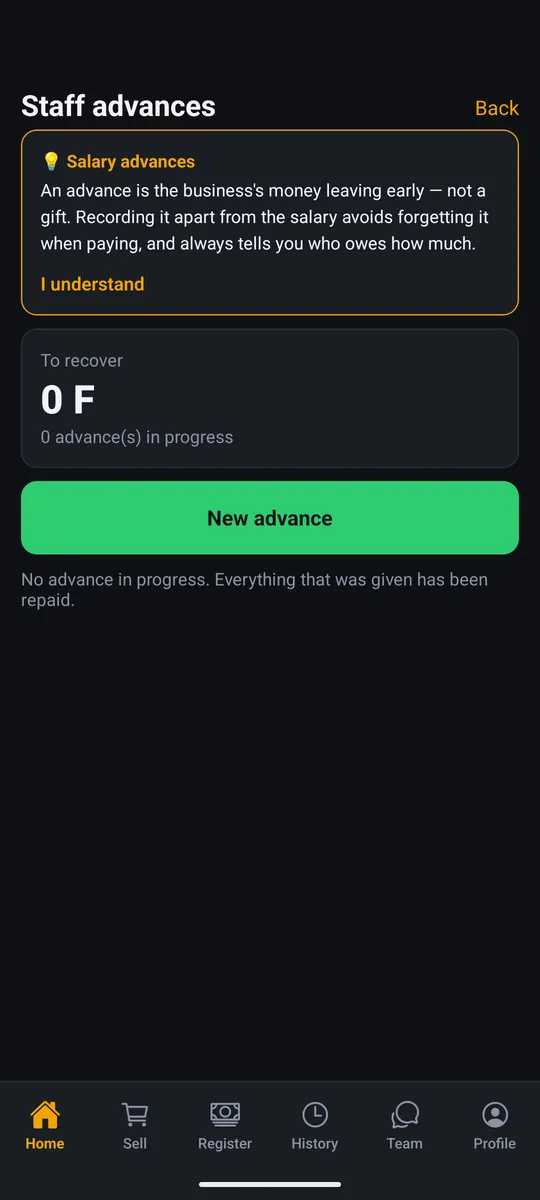 Staff advances
Back
💡 Salary advances
An advance is the business's money leaving early — not a
gift. Recording it apart from the salary avoids forgetting it
when paying, and always tells you who owes how much.
I understand
To recover
0 F
0 advance(s) in progress
New advance
No advance in progress. Everything that was given has been
repaid.
Home
Sell
Register
History
Team
Profile